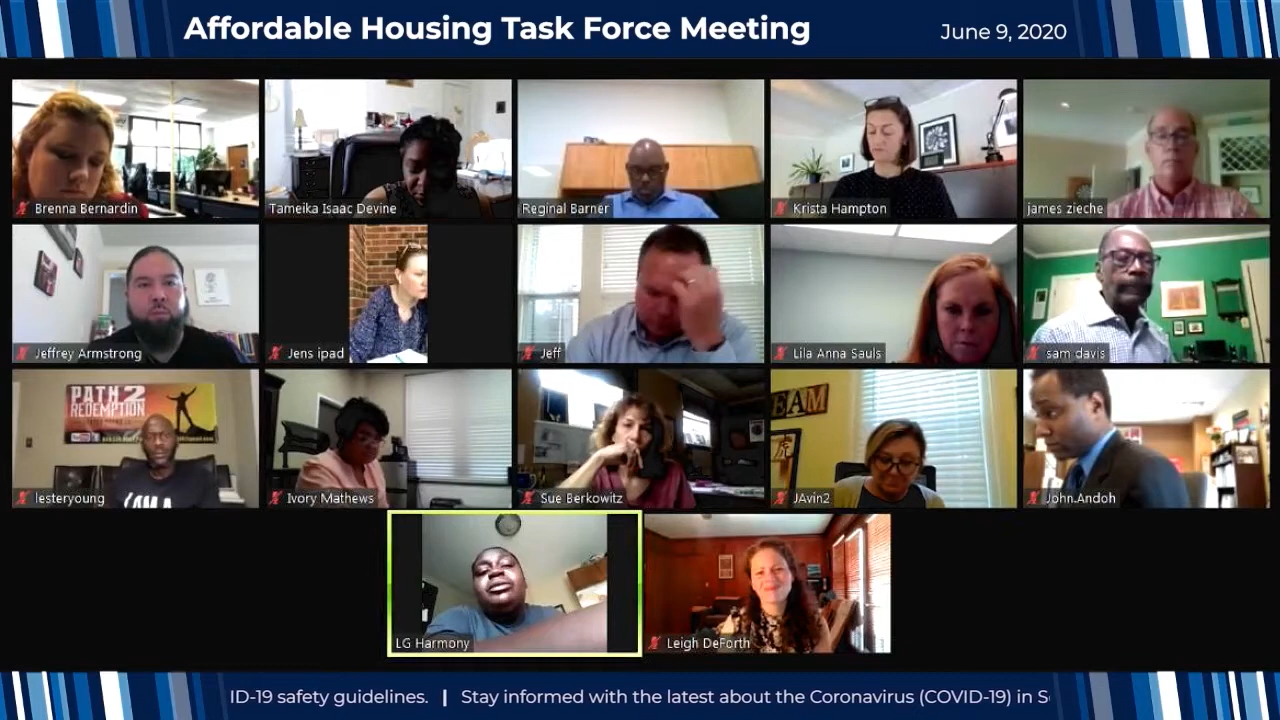 Affordable Housing Task Force Meeting
June 9, 2020
Brenna Bernardin
Tameika Isaac Devine
Reginal Barner
Krista Hampton
james zieche
Jeffrey Armstrong
Jens ipad
Jeff
Lila Anna Sauls
sam davis
PATH 2
REDEMPTION
EAM
lesteryoung
I AM A
Ivory Mathews
Sue Berkowitz
JAvin2
John.Andoh
LG Harmony
Leigh DeForth
ID-19 safety guidelines. | Stay informed with the latest about the Coronavirus (COVID-19) in S